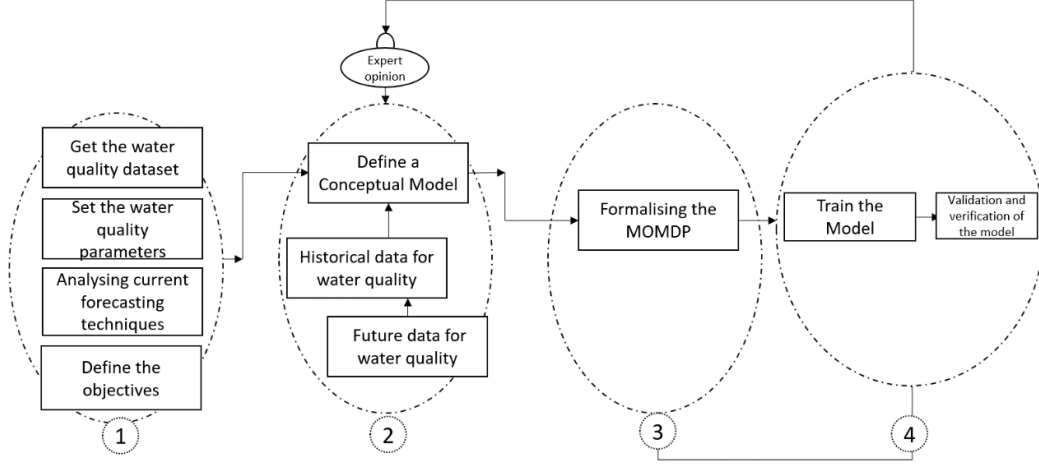 Expert
opinion
Get the water
quality dataset
Set the water
quality
parameters
Analysing current
forecasting
techniques
Define the
objectives
1
Define a
Conceptual Model
Historical data for
water quality
Future data for
water quality
2
Formalising the
MOMDP
3
Train the
Model
Validation and
verification of
the model
4